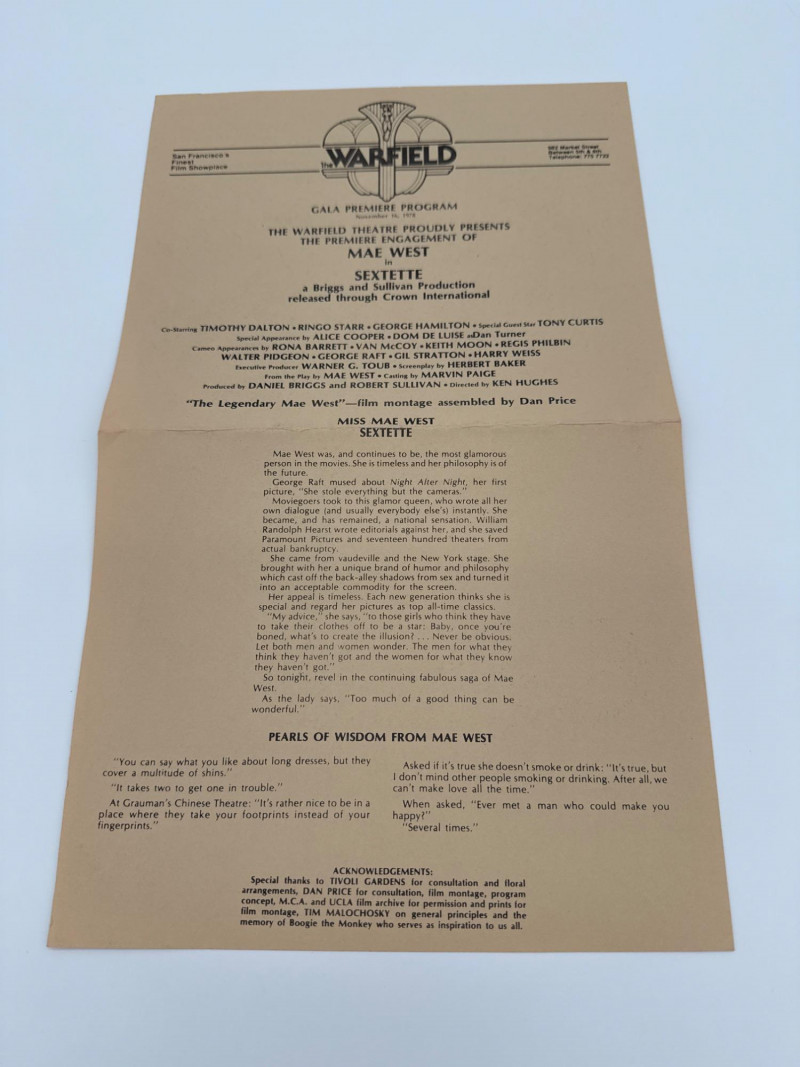 San Francisco's
Finest
Film Showplace
the WARFIELD
982 Market Street
Between 5th & 6th
Telephone: 775 7722
GALA PREMIERE PROGRAM
November 16, 1978
THE WARFIELD THEATRE PROUDLY PRESENTS
THE PREMIERE ENGAGEMENT OF
MAE WEST
in
SEXTETTE
a Briggs and Sullivan Production
released through Crown International
Co-Starring TIMOTHY DALTON • RINGO STARR • GEORGE HAMILTON • Special Guest Star TONY CURTIS
Special Appearance by ALICE COOPER • DOM DE LUISE as Dan Turner
Cameo Appearances by RONA BARRETT • VAN McCOY • KEITH MOON • REGIS PHILBIN
WALTER PIDGEON • GEORGE RAFT • GIL STRATTON • HARRY WEISS
Executive Producer WARNER G. TOUB • Screenplay by HERBERT BAKER
From the Play by MAE WEST • Casting by MARVIN PAIGE
Produced by DANIEL BRIGGS and ROBERT SULLIVAN • Directed by KEN HUGHES
"The Legendary Mae West"—film montage assembled by Dan Price
MISS MAE WEST
SEXTETTE
Mae West was, and continues to be, the most glamorous
person in the movies. She is timeless and her philosophy is of
the future.
George Raft mused about Night After Night, her first
picture, "She stole everything but the cameras."
Moviegoers took to this glamor queen, who wrote all her
own dialogue (and usually everybody else's) instantly. She
became, and has remained, a national sensation. William
Randolph Hearst wrote editorials against her, and she saved
Paramount Pictures and seventeen hundred theaters from
actual bankruptcy.
She came from vaudeville and the New York stage. She
brought with her a unique brand of humor and philosophy
which cast off the back-alley shadows from sex and turned it
into an acceptable commodity for the screen.
Her appeal is timeless. Each new generation thinks she is
special and regard her pictures as top all-time classics.
"My advice," she says, "to those girls who think they have
to take their clothes off to be a star: Baby, once you're
boned, what's to create the illusion? . . . Never be obvious.
Let both men and women wonder. The men for what they
think they haven't got and the women for what they know
they haven't got."
So tonight, revel in the continuing fabulous saga of Mae
West.
As the lady says, "Too much of a good thing can be
wonderful."
PEARLS OF WISDOM FROM MAE WEST
"You can say what you like about long dresses, but they
cover a multitude of shins."
"It takes two to get one in trouble."
At Grauman's Chinese Theatre: "It's rather nice to be in a
place where they take your footprints instead of your
fingerprints."
Asked if it's true she doesn't smoke or drink: "It's true, but
I don't mind other people smoking or drinking. After all, we
can't make love all the time."
When asked, "Ever met a man who could make you
happy?"
"Several times."
ACKNOWLEDGEMENTS:
Special thanks to TIVOLI GARDENS for consultation and floral
arrangements, DAN PRICE for consultation, film montage, program
concept, M.C.A. and UCLA film archive for permission and prints for
film montage, TIM MALOCHOSKY on general principles and the
memory of Boogie the Monkey who serves as inspiration to us all.